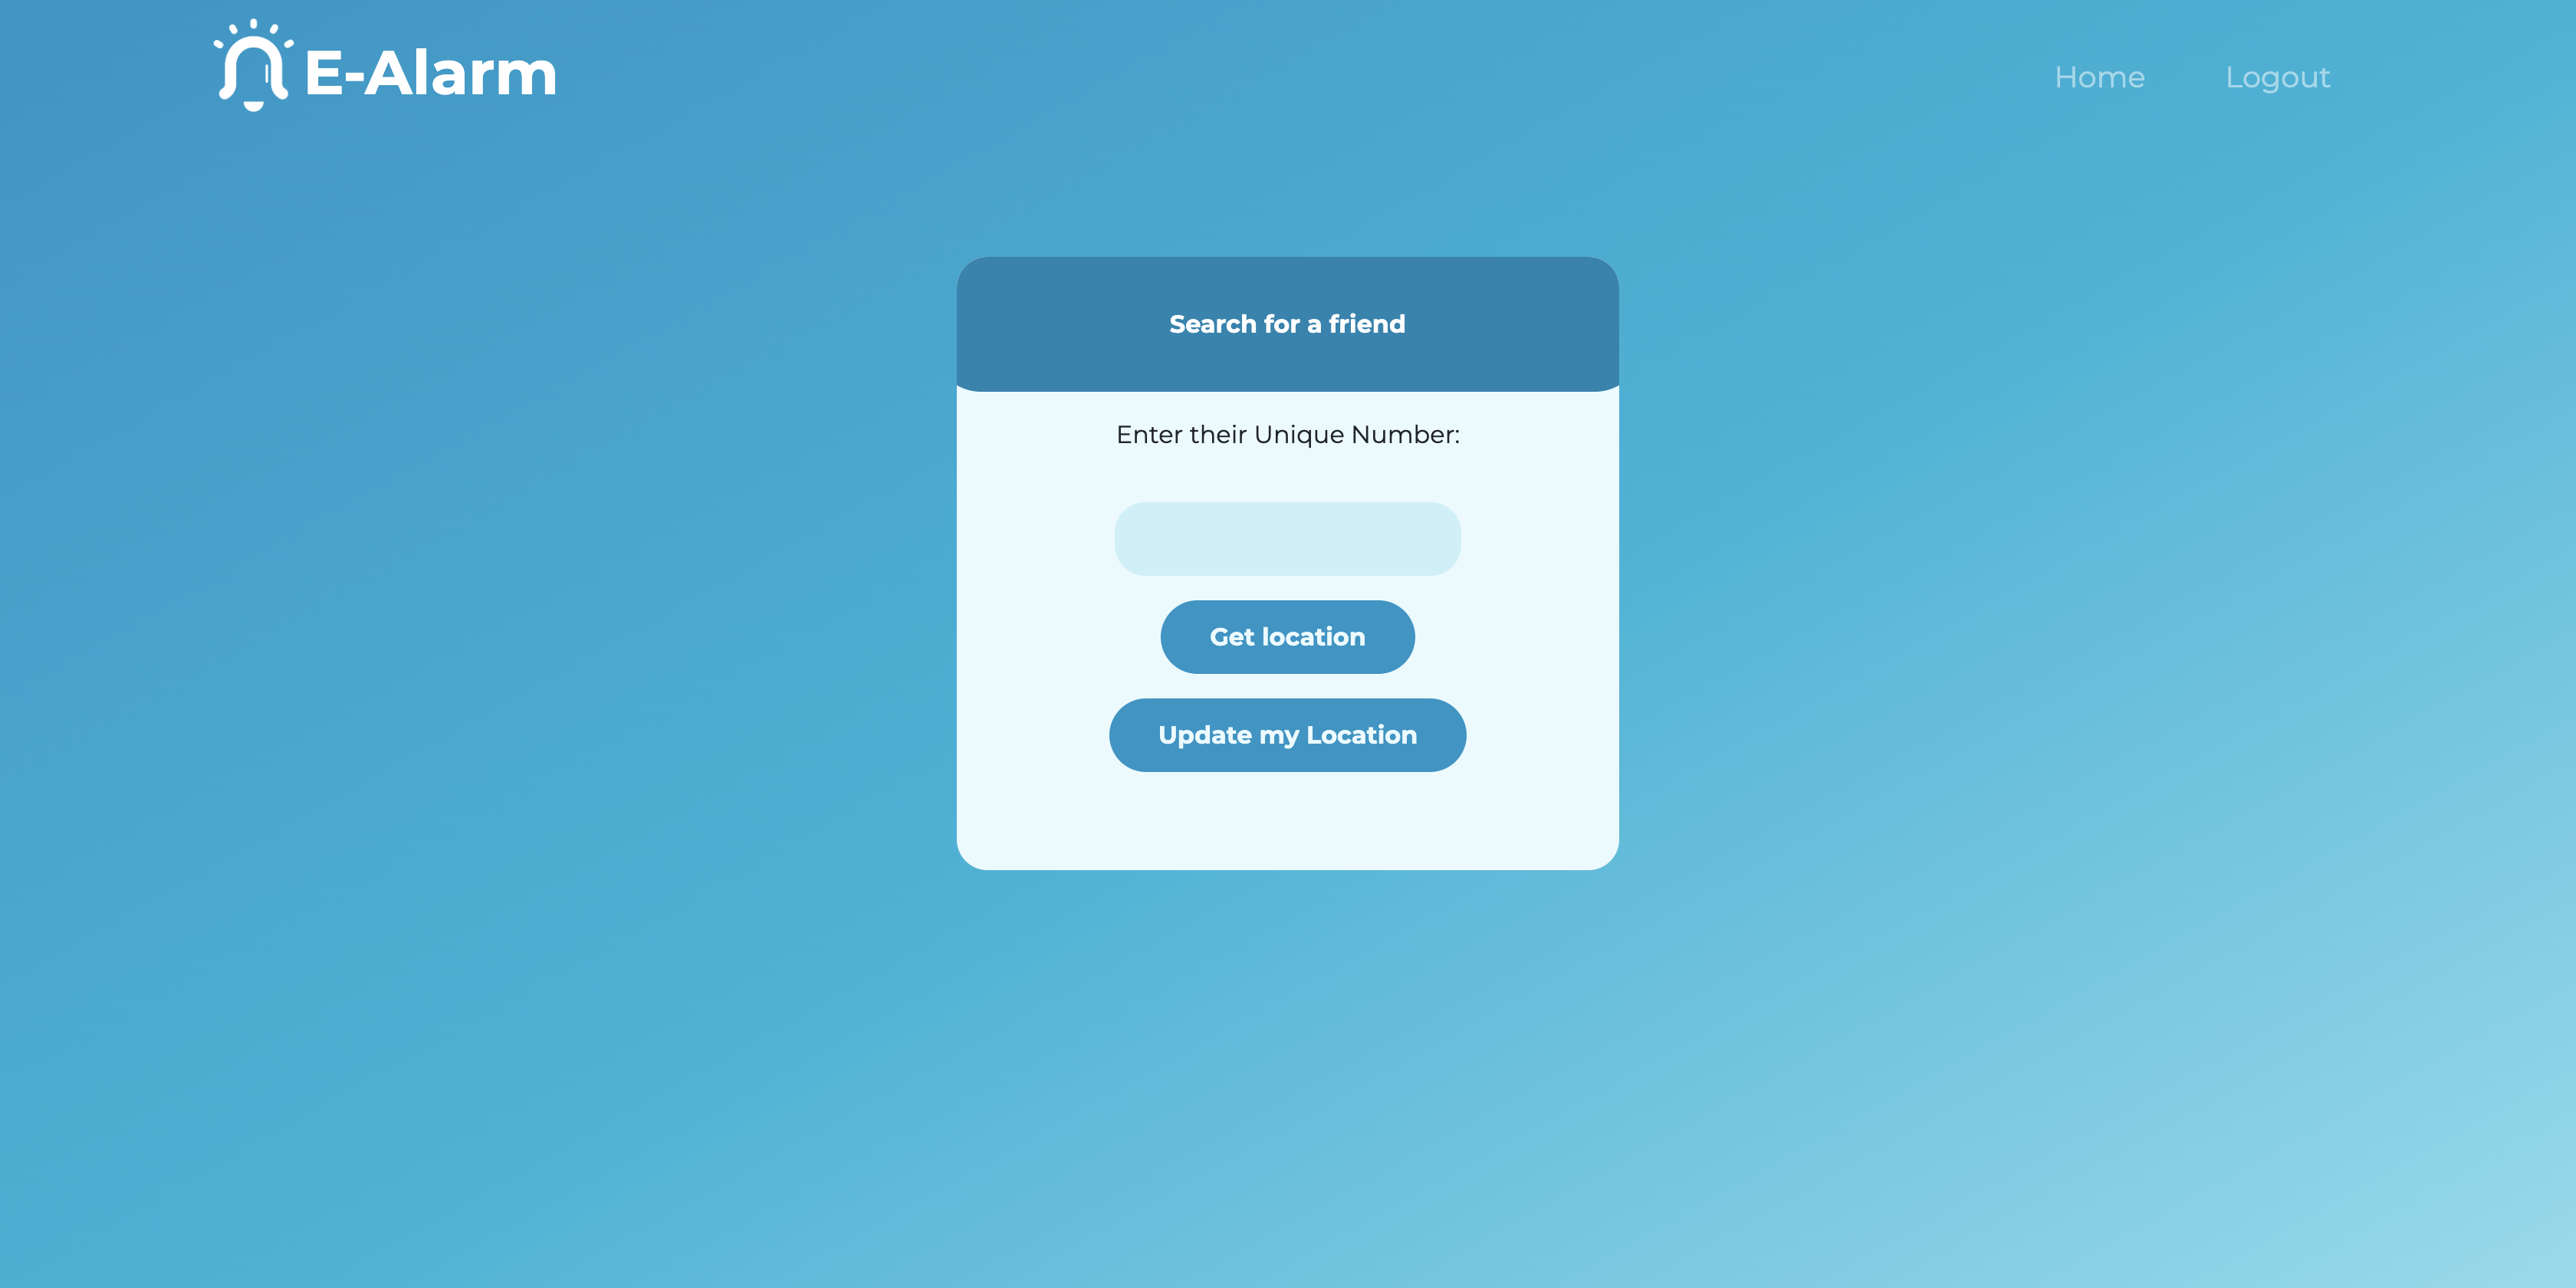 E-Alarm
Home
Logout
Search for a friend
Enter their Unique Number:
Get location
Update my Location